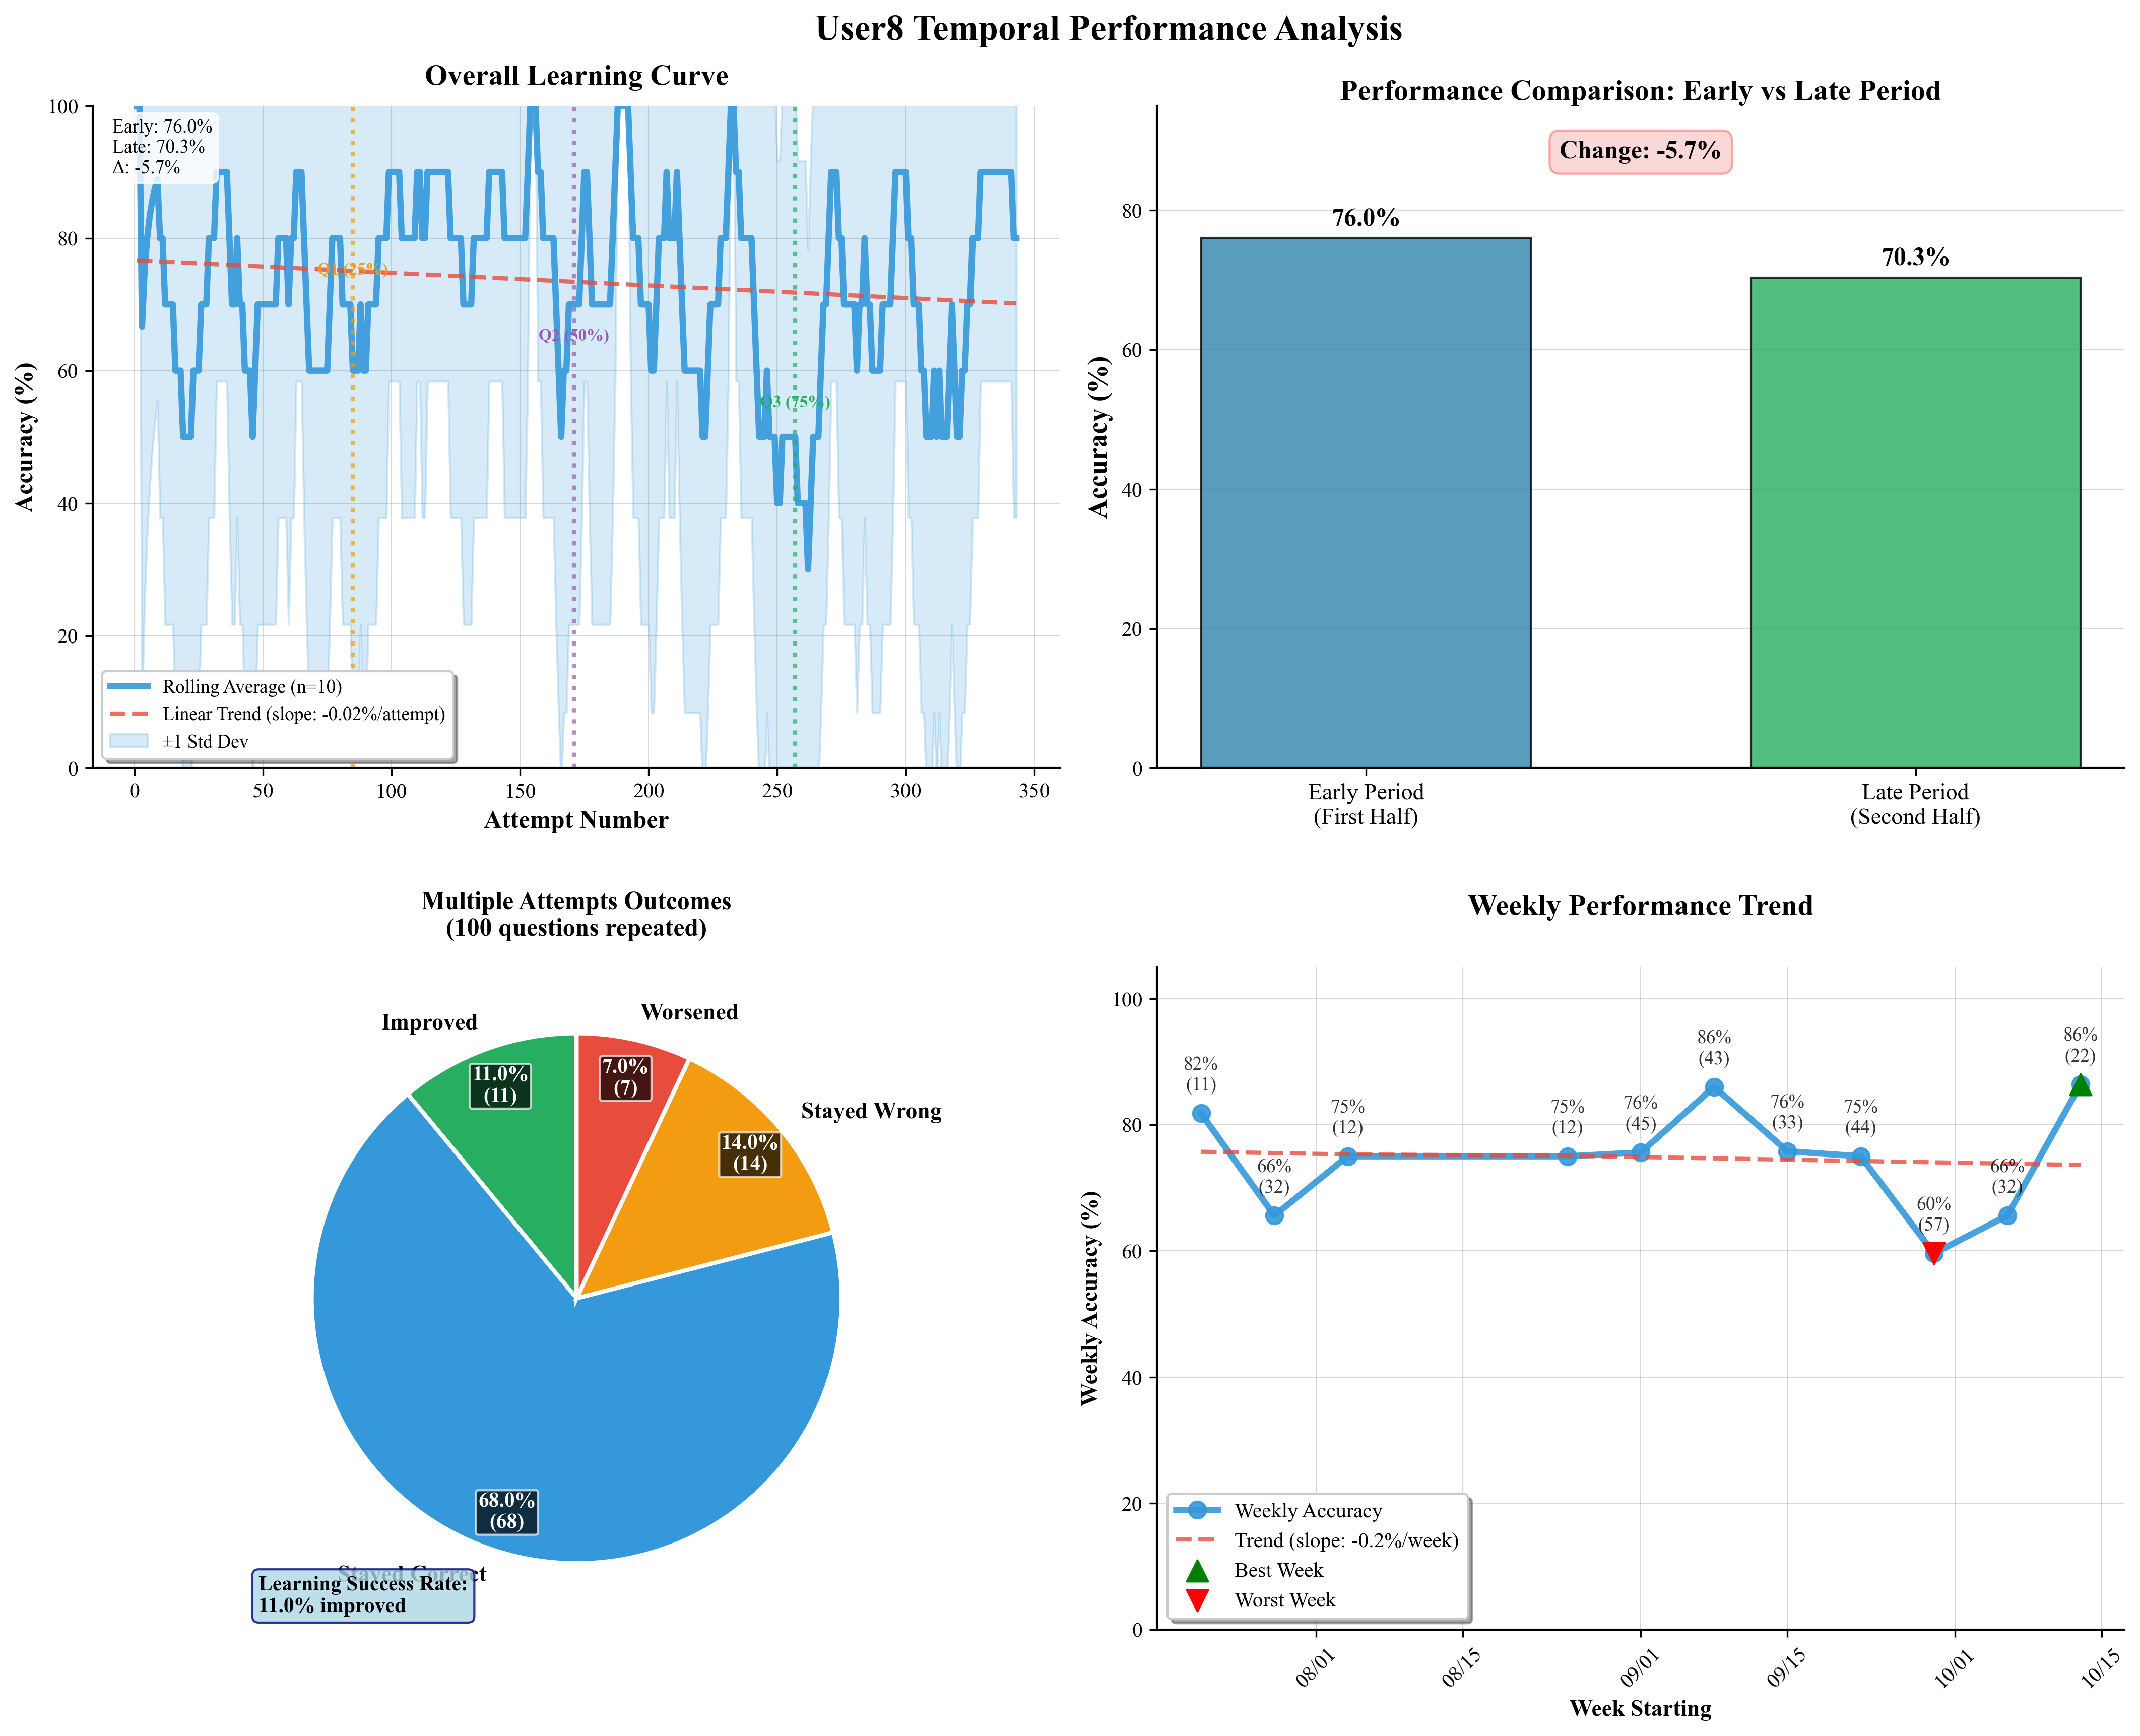 User8 Temporal Performance Analysis
Overall Learning Curve
Early: 76.0%
Late: 70.3%
Δ: -5.7%
100
80
60
40
20
0
Accuracy (%)
Q1 (25%)
Q2 (50%)
Q3 (75%)
Rolling Average (n=10)
Linear Trend (slope: -0.02%/attempt)
±1 Std Dev
0
50
100
150
200
250
300
350
Attempt Number
Performance Comparison: Early vs Late Period
Change: -5.7%
76.0%
70.3%
80
60
40
20
0
Accuracy (%)
Early Period
(First Half)
Late Period
(Second Half)
Multiple Attempts Outcomes
(100 questions repeated)
Improved
Worsened
Stayed Wrong
Stayed Correct
11.0%
(11)
7.0%
(7)
14.0%
(14)
68.0%
(68)
Learning Success Rate:
11.0% improved
Weekly Performance Trend
100
80
60
40
20
0
Weekly Accuracy (%)
82%
(11)
66%
(32)
75%
(12)
75%
(12)
76%
(45)
86%
(43)
76%
(33)
75%
(44)
60%
(57)
66%
(32)
86%
(22)
Weekly Accuracy
Trend (slope: -0.2%/week)
Best Week
Worst Week
08/01
08/15
09/01
09/15
10/01
10/15
Week Starting